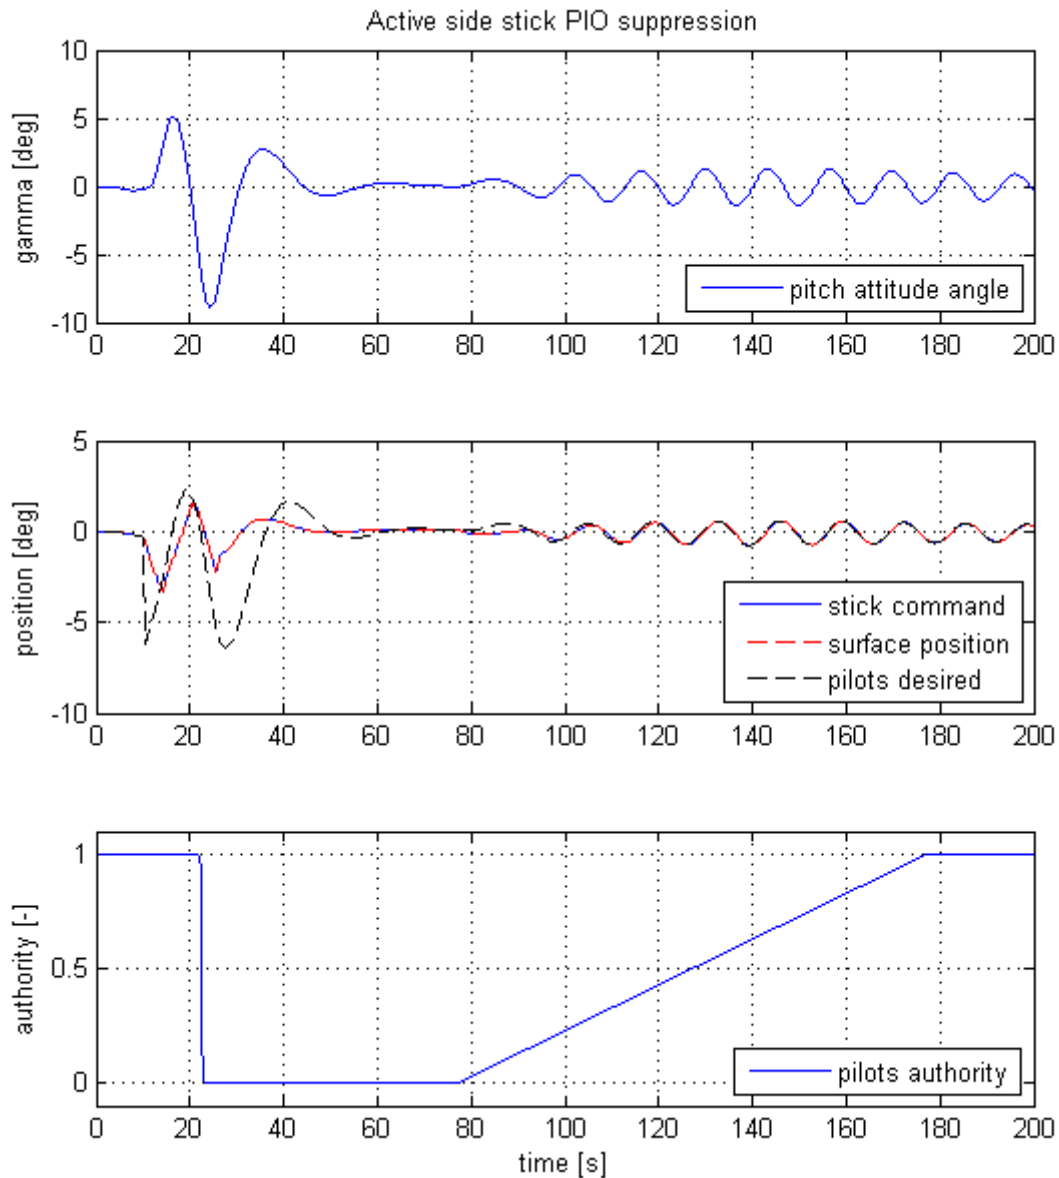 Active side stick PIO suppression
10
5
0
-5
-10
gamma [deg]
pitch attitude angle
0 20 40 60 80 100 120 140 160 180 200
5
0
-5
-10
position [deg]
stick command
surface position
pilots desired
0 20 40 60 80 100 120 140 160 180 200
1
0.5
0
authority [-]
pilots authority
0 20 40 60 80 100 120 140 160 180 200
time [s]